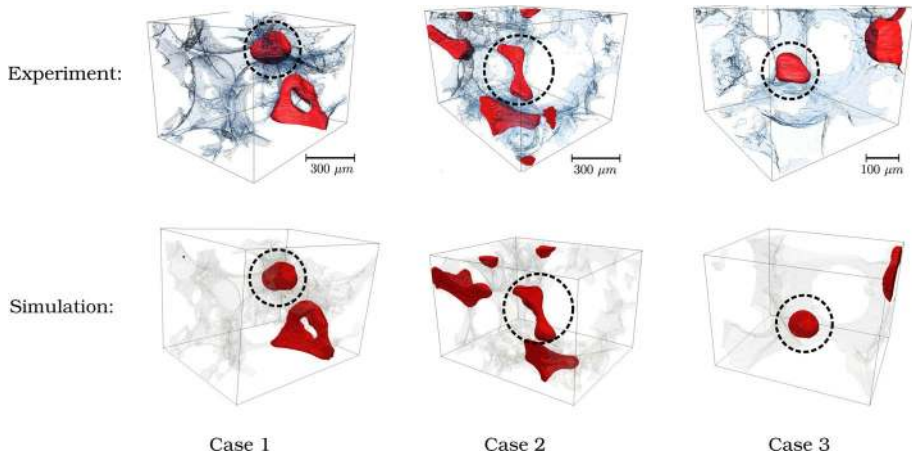 Experiment:
300 μm
300 μm
100 μm
Simulation:
Case 1
Case 2
Case 3